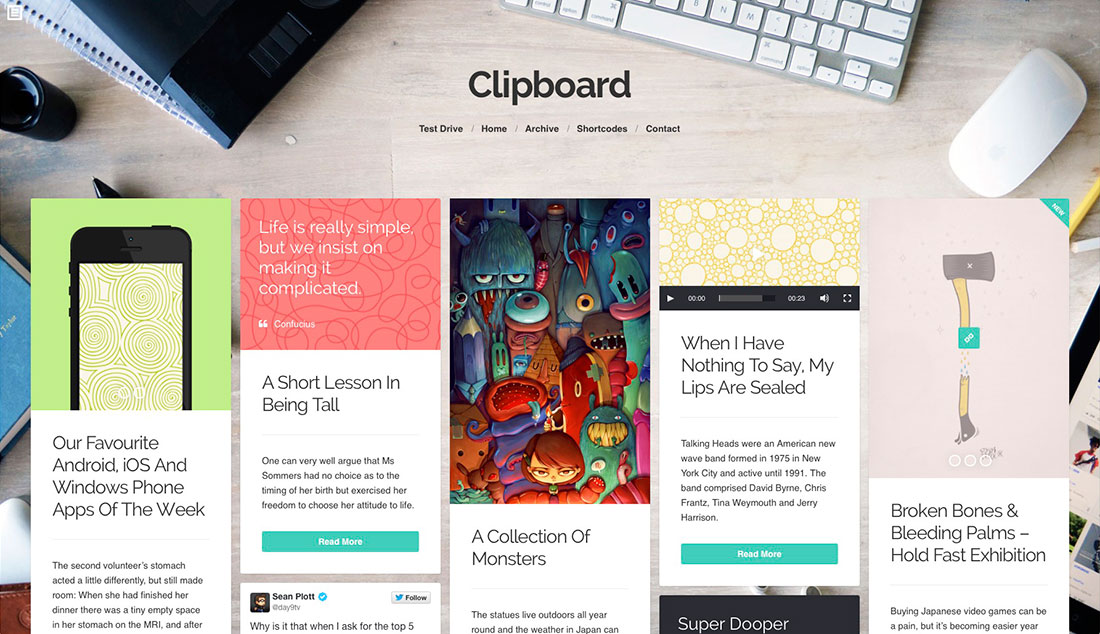 Clipboard
Test Drive / Home / Archive / Shortcodes / Contact
Our Favourite
Android, iOS And
Windows Phone
Apps Of The Week
The second volunteer's stomach
acted a little differently, but still made
room: When she had finished her
dinner there was a tiny empty space
in her stomach on the MRI, and after
Life is really simple,
but we insist on
making it
complicated.
Confucius
A Short Lesson In
Being Tall
One can very well argue that Ms
Sommers had no choice as to the
timing of her birth but exercised her
freedom to choose her attitude to life.
Read More
Sean Plott
@day9tv
Follow
Why is it that when I ask for the top 5
A Collection Of
Monsters
The statues live outdoors all year
round and the weather in Japan can
00:00
00:23
When I Have
Nothing To Say, My
Lips Are Sealed
Talking Heads were an American new
wave band formed in 1975 in New
York City and active until 1991. The
band comprised David Byrne, Chris
Frantz, Tina Weymouth and Jerry
Harrison.
Read More
Super Dooper
NEW
Broken Bones &
Bleeding Palms –
Hold Fast Exhibition
Buying Japanese video games can be
a pain, but it's becoming easier year